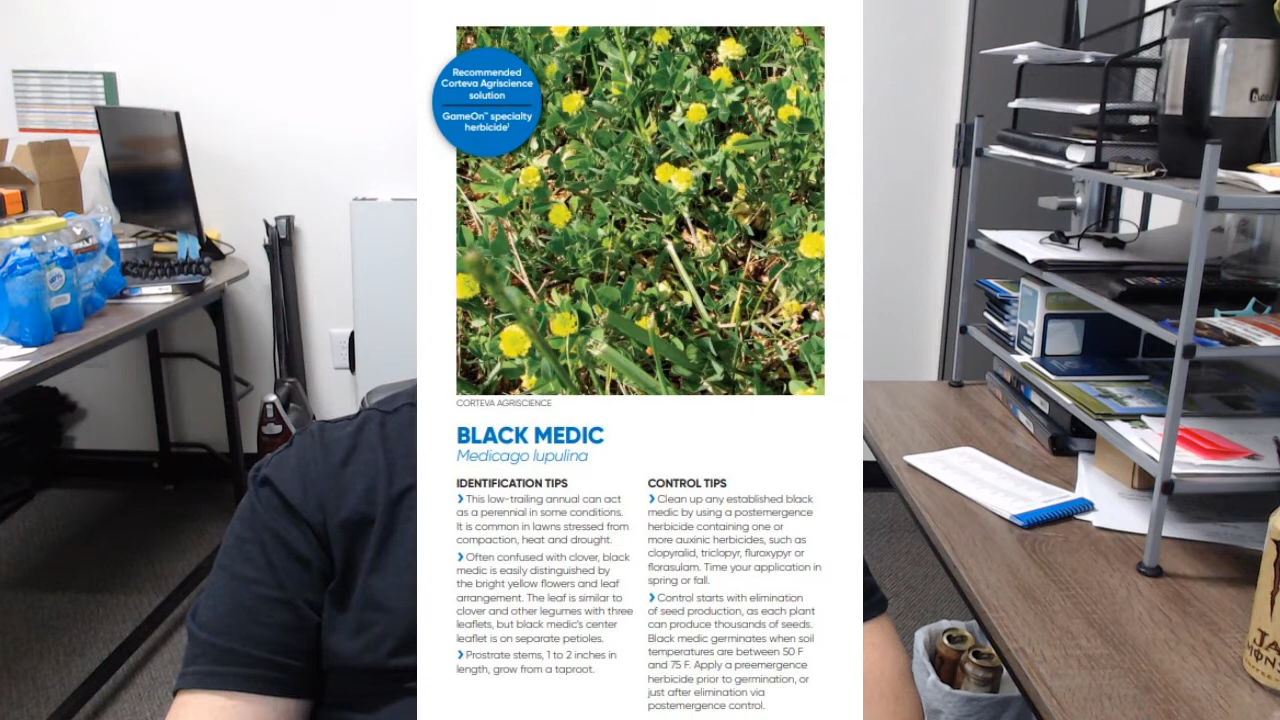 Recommended
Corteva Agriscience
solution
GameOn™ specialty
herbicide¹
CORTEVA AGRISCIENCE
BLACK MEDIC
Medicago lupulina
IDENTIFICATION TIPS
❯ This low-trailing annual can act
as a perennial in some conditions.
It is common in lawns stressed from
compaction, heat and drought.
❯ Often confused with clover, black
medic is easily distinguished by
the bright yellow flowers and leaf
arrangement. The leaf is similar to
clover and other legumes with three
leaflets, but black medic's center
leaflet is on separate petioles.
❯ Prostrate stems, 1 to 2 inches in
length, grow from a taproot.
CONTROL TIPS
❯ Clean up any established black
medic by using a postemergence
herbicide containing one or
more auxinic herbicides, such as
clopyralid, triclopyr, fluroxypyr or
florasulam. Time your application in
spring or fall.
❯ Control starts with elimination
of seed production, as each plant
can produce thousands of seeds.
Black medic germinates when soil
temperatures are between 50 F
and 75 F. Apply a preemergence
herbicide prior to germination, or
just after elimination via
postemergence control.